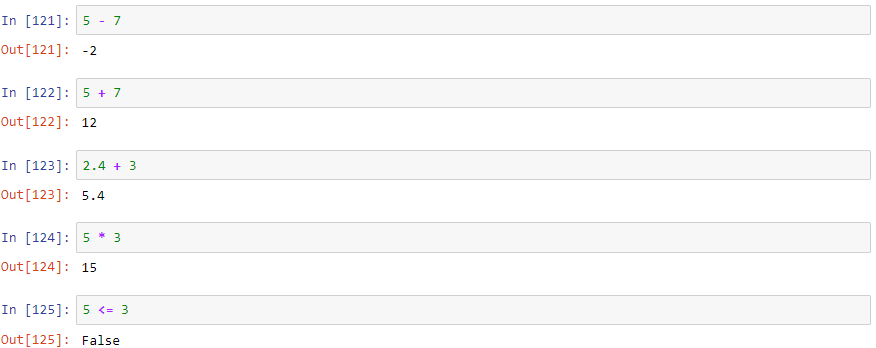 In [121]: 5 - 7
Out[121]: -2
In [122]: 5 + 7
Out[122]: 12
In [123]: 2.4 + 3
Out[123]: 5.4
In [124]: 5 * 3
Out[124]: 15
In [125]: 5 <= 3
Out[125]: False